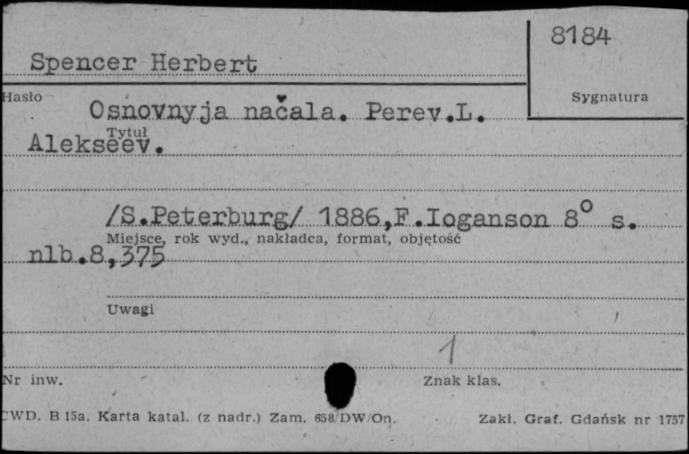 8184
Spencer Herbert
Hasło
Sygnatura
Osnovnyja načala. Perev.L.
Tytuł
Alekseev.
/S.Peterburg/ 1886,F.Ioganson 8° s.
Miejsce, rok wyd., nakładca, format, objętość
nlb.8,375
Uwagi
1
Nr inw.
Znak klas.
CWD. B 15a. Karta katal. (z nadr.) Zam. 658/DW/On.
Zakł. Graf. Gdańsk nr 1757